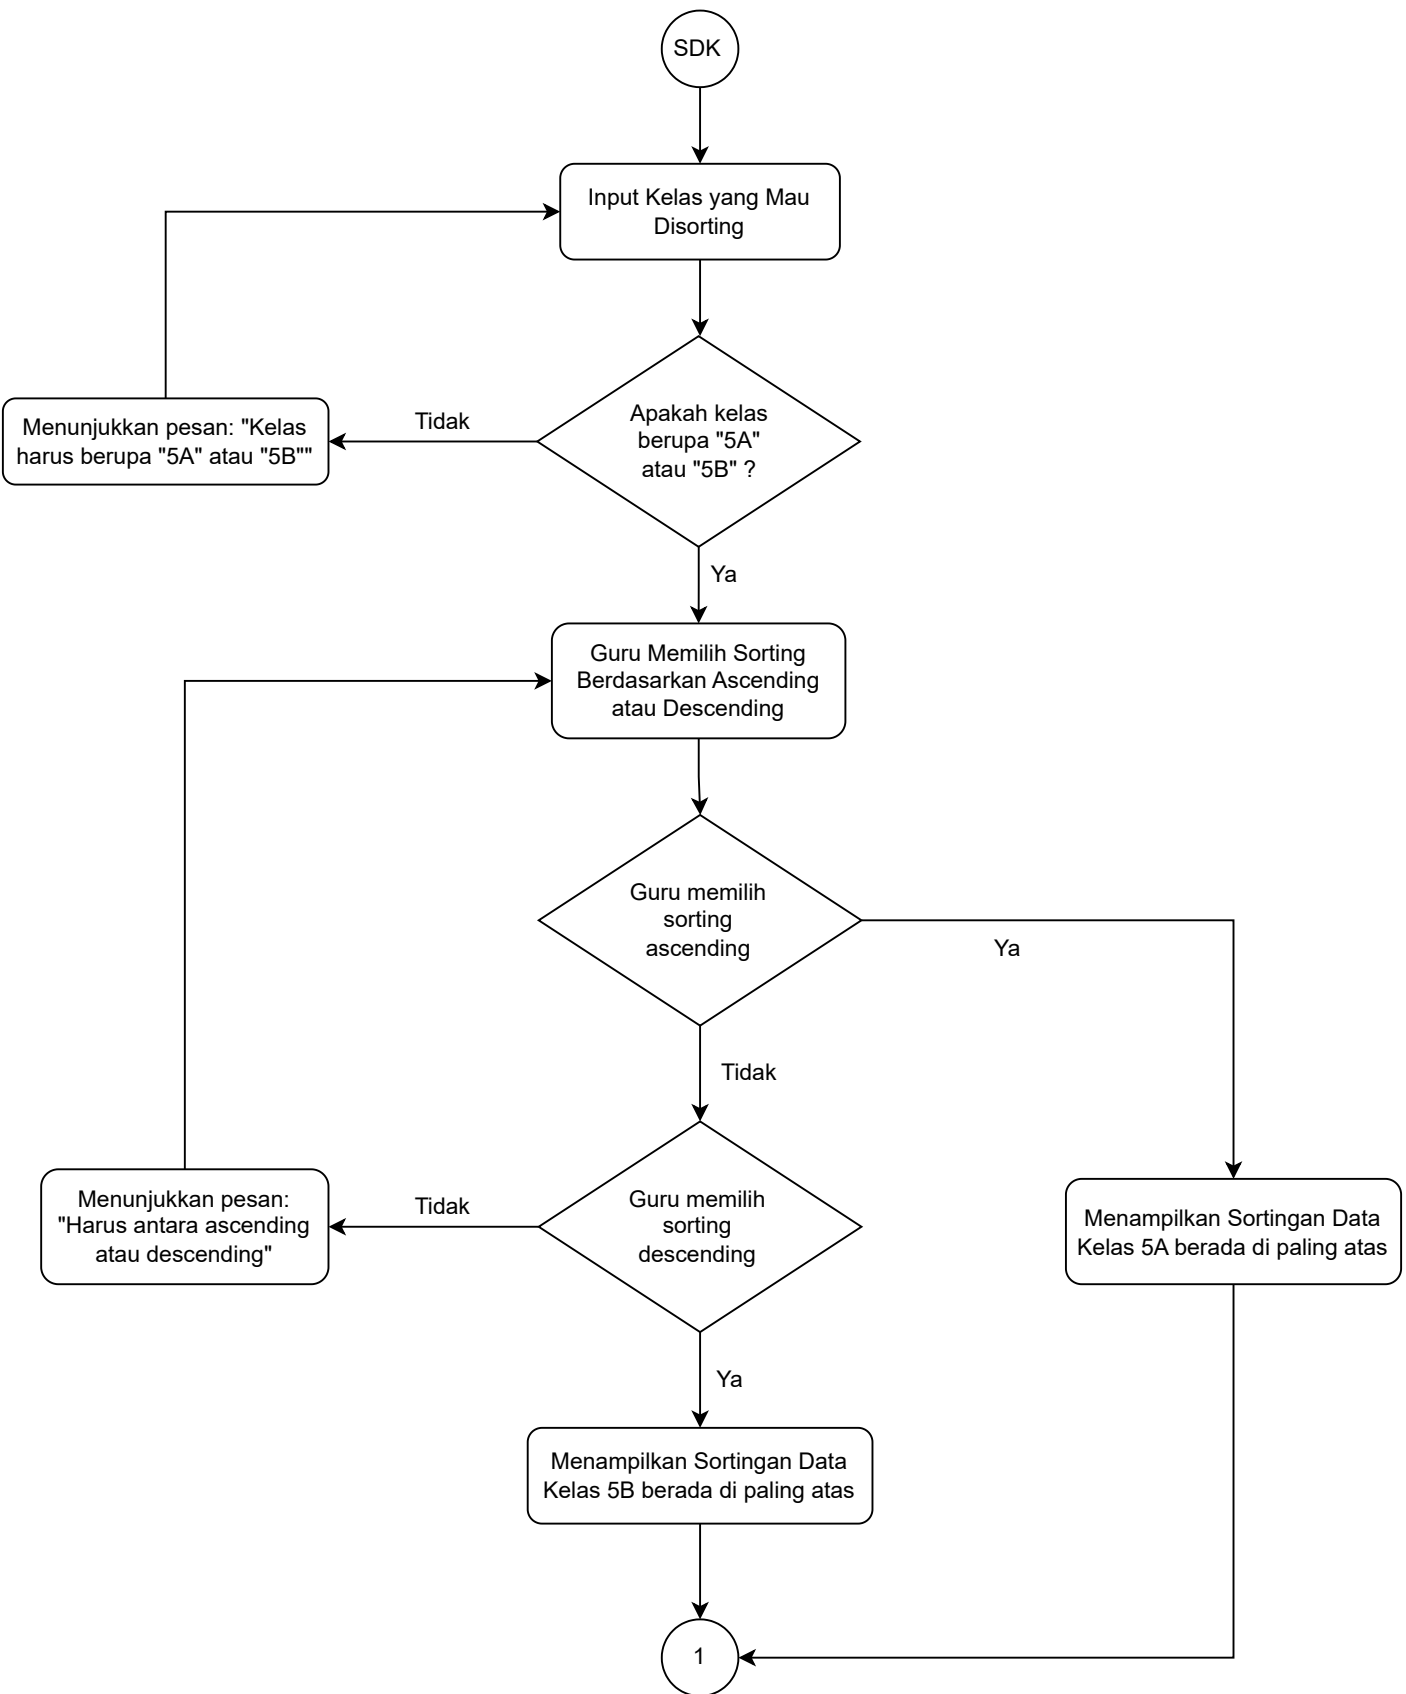 SDK
Input Kelas yang Mau
Disorting
Apakah kelas
berupa "5A"
atau "5B" ?
Tidak
Menunjukkan pesan: "Kelas
harus berupa "5A" atau "5B""
Ya
Guru Memilih Sorting
Berdasarkan Ascending
atau Descending
Guru memilih
sorting
ascending
Ya
Tidak
Guru memilih
sorting
descending
Tidak
Menunjukkan pesan:
"Harus antara ascending
atau descending"
Menampilkan Sortingan Data
Kelas 5A berada di paling atas
Ya
Menampilkan Sortingan Data
Kelas 5B berada di paling atas
1